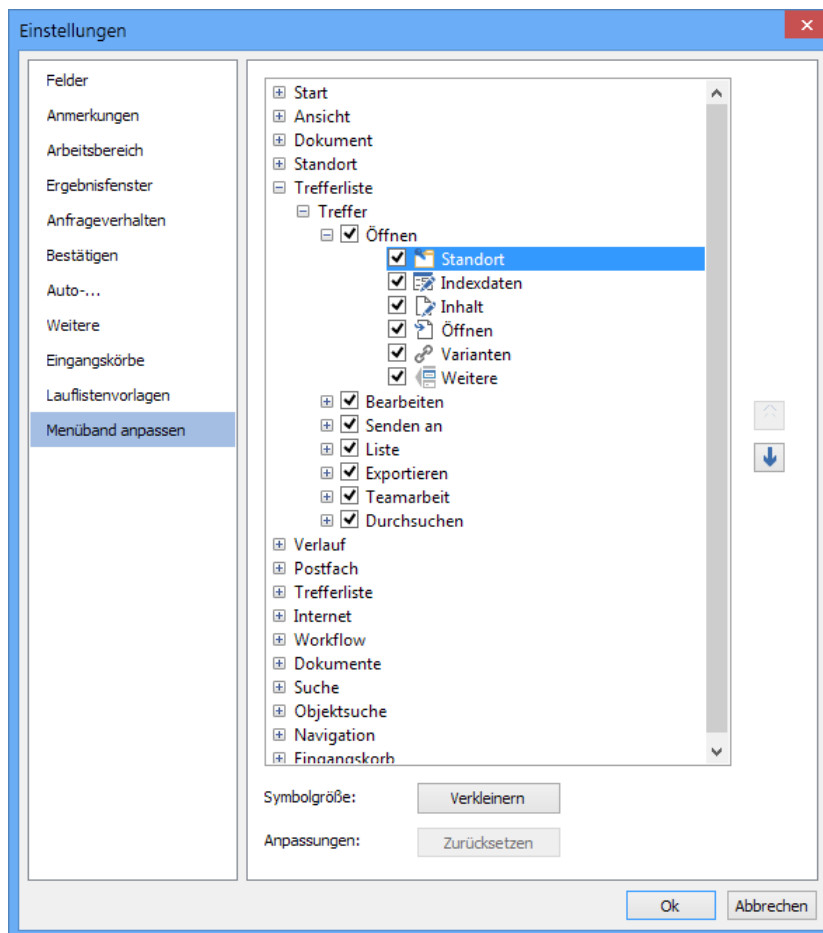 Einstellungen
Felder
Anmerkungen
Arbeitsbereich
Ergebnisfenster
Anfrageverhalten
Bestätigen
Auto-...
Weitere
Eingangskörbe
Lauflistenvorlagen
Menüband anpassen
Start
Ansicht
Dokument
Standort
Trefferliste
Treffer
Öffnen
Standort
Indexdaten
Inhalt
Öffnen
Varianten
Weitere
Bearbeiten
Senden an
Liste
Exportieren
Teamarbeit
Durchsuchen
Verlauf
Postfach
Trefferliste
Internet
Workflow
Dokumente
Suche
Objektsuche
Navigation
Eingangskorb
Symbolgröße: Verkleinern
Anpassungen: Zurücksetzen
Ok Abbrechen